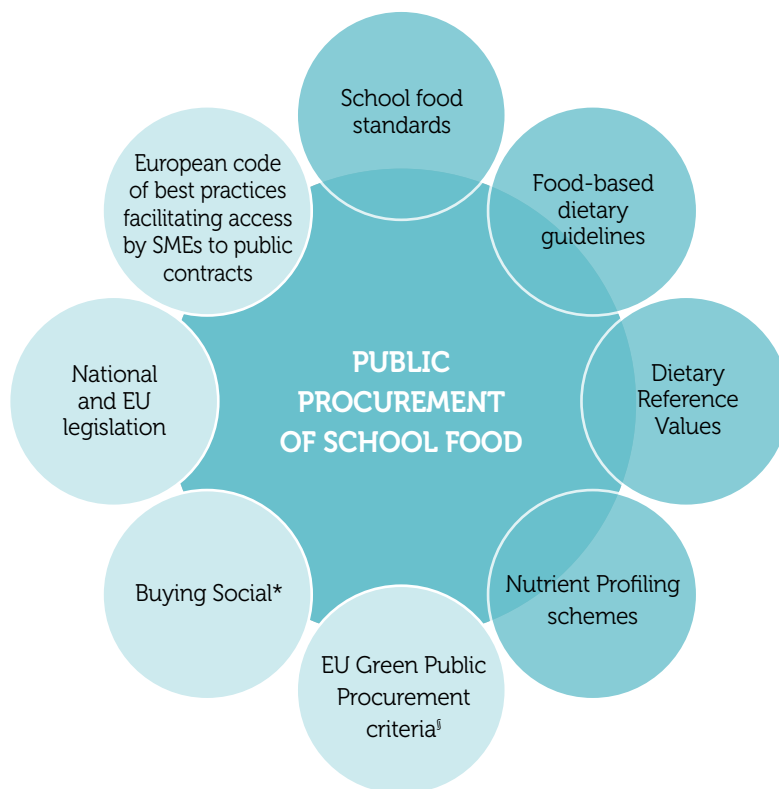 School food
standards
Food-based
dietary
guidelines
Dietary
Reference
Values
Nutrient Profiling
schemes
EU Green Public
Procurement
criteria§
Buying Social*
National
and EU
legislation
European code
of best practices
facilitating access
by SMEs to public
contracts
PUBLIC
PROCUREMENT
OF SCHOOL FOOD